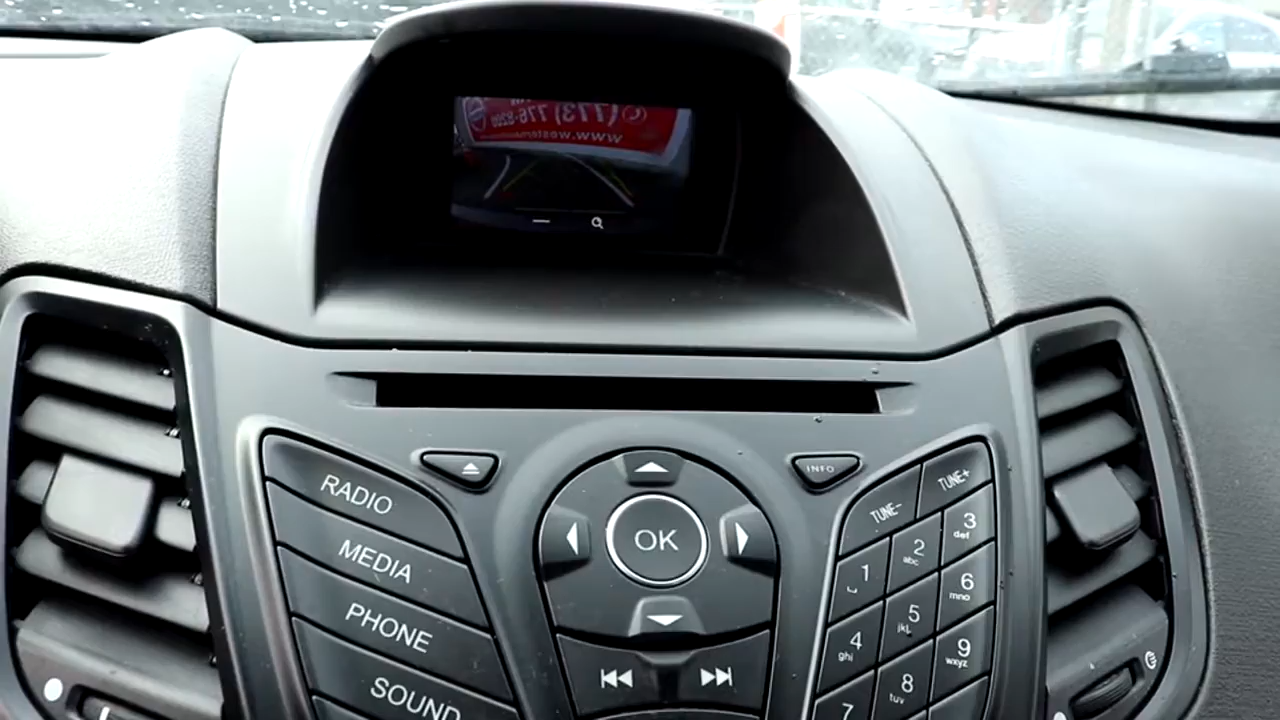 (773) 776-8200
www.western
INFO
TUNE-
TUNE+
RADIO
MEDIA
PHONE
SOUND
OK
1
2
abc
3
def
4
ghi
5
jkl
6
mno
7
8
tuv
9
wxyz